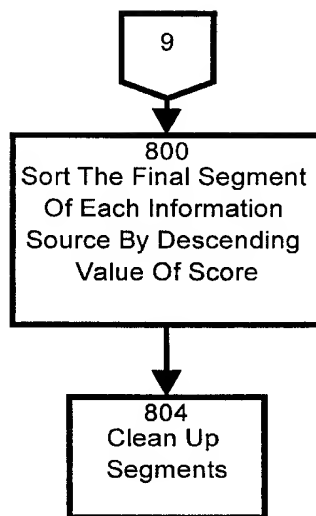 9
800
Sort The Final Segment
Of Each Information
Source By Descending
Value Of Score
804
Clean Up
Segments